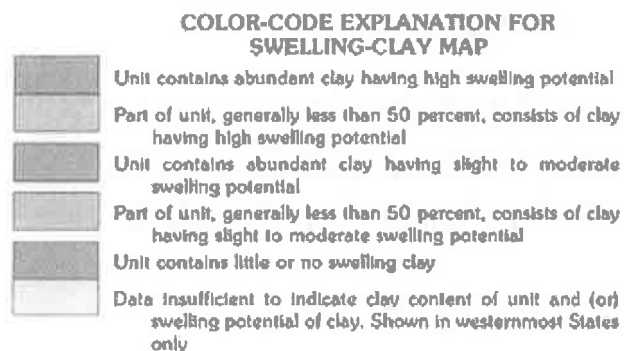 COLOR-CODE EXPLANATION FOR
SWELLING-CLAY MAP
Unit contains abundant clay having high swelling potential
Part of unit, generally less than 50 percent, consists of clay
having high swelling potential
Unit contains abundant clay having slight to moderate
swelling potential
Part of unit, generally less than 50 percent, consists of clay
having slight to moderate swelling potential
Unit contains little or no swelling clay
Data insufficient to indicate clay content of unit and (or)
swelling potential of clay. Shown in westernmost States
only